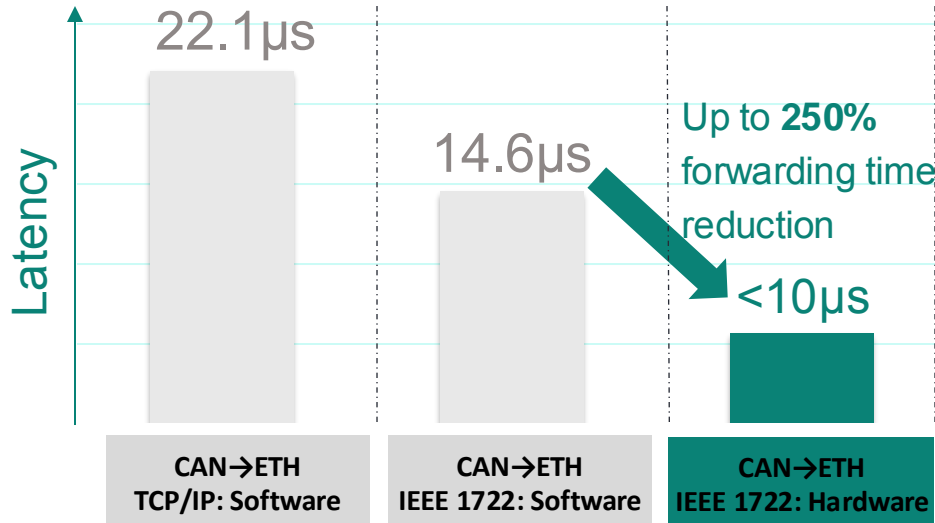 Latency
22.1µs
14.6µs
Up to 250%
forwarding time
reduction
<10µs
CAN→ETH
TCP/IP: Software
CAN→ETH
IEEE 1722: Software
CAN→ETH
IEEE 1722: Hardware